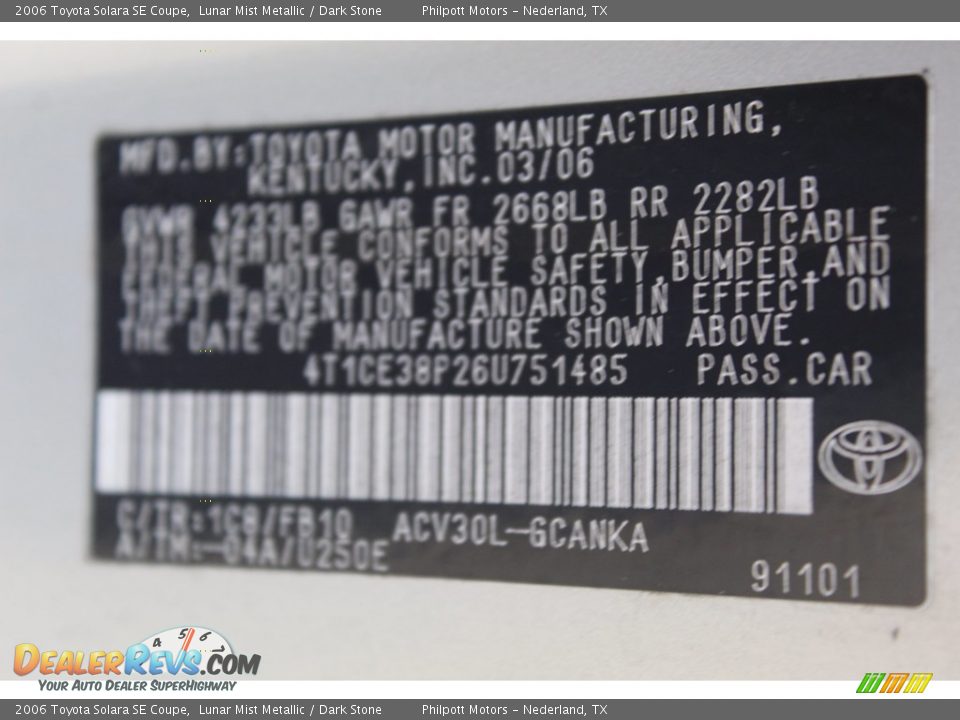 2006 Toyota Solara SE Coupe, Lunar Mist Metallic / Dark Stone Philpott Motors - Nederland, TX
MFD.BY:TOYOTA MOTOR MANUFACTURING,
KENTUCKY,INC.03/06
GVWR 4233LB GAWR FR 2668LB RR 2282LB
THIS VEHICLE CONFORMS TO ALL APPLICABLE
FEDERAL MOTOR VEHICLE SAFETY,BUMPER,AND
THEFT PREVENTION STANDARDS IN EFFECT ON
THE DATE OF MANUFACTURE SHOWN ABOVE.
4T1CE38P26U751485 PASS.CAR
C/TR:1C8/FB10 ACV30L-GCANKA
A/TM:-04A/U250E
91101
4 5 6 7
DEALERREVS.COM
YOUR AUTO DEALER SUPERHIGHWAY
2006 Toyota Solara SE Coupe, Lunar Mist Metallic / Dark Stone Philpott Motors - Nederland, TX